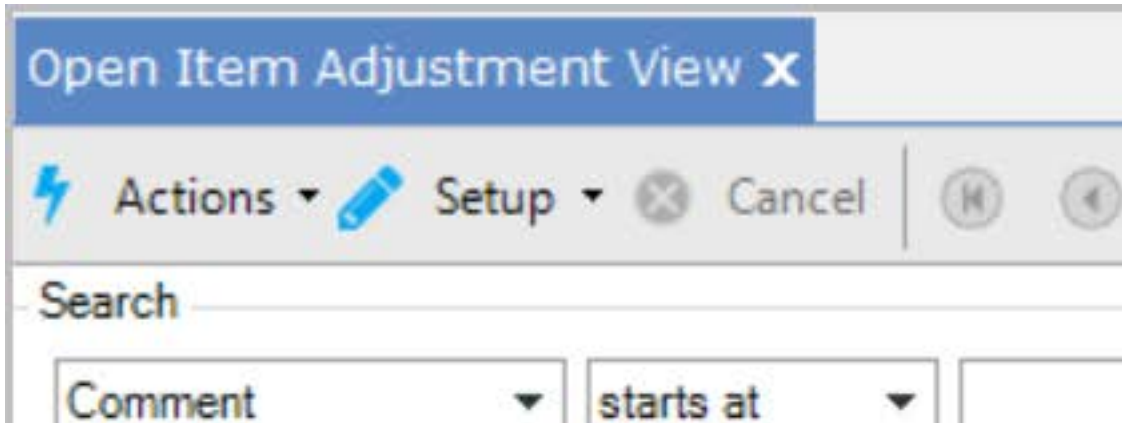 Open Item Adjustment View x
Actions Setup Cancel
Search
Comment starts at